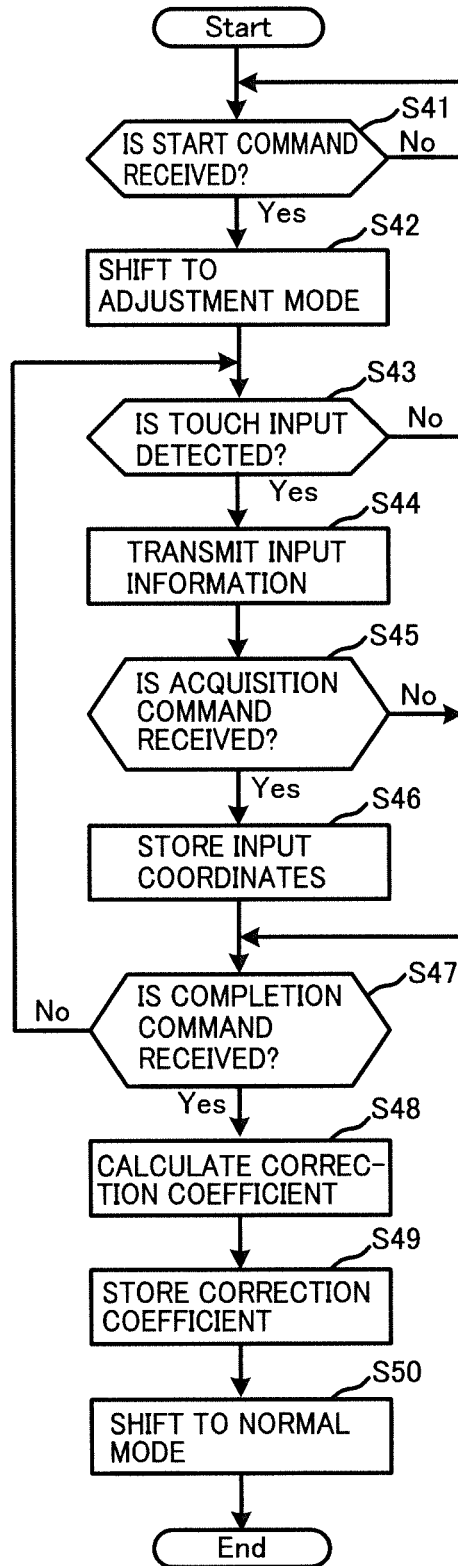 Start
S41
IS START COMMAND
RECEIVED?
No
Yes
S42
SHIFT TO
ADJUSTMENT MODE
S43
IS TOUCH INPUT
DETECTED?
No
Yes
S44
TRANSMIT INPUT
INFORMATION
S45
IS ACQUISITION
COMMAND
RECEIVED?
No
Yes
S46
STORE INPUT
COORDINATES
S47
No
IS COMPLETION
COMMAND
RECEIVED?
Yes
S48
CALCULATE CORREC-
TION COEFFICIENT
S49
STORE CORRECTION
COEFFICIENT
S50
SHIFT TO NORMAL
MODE
End